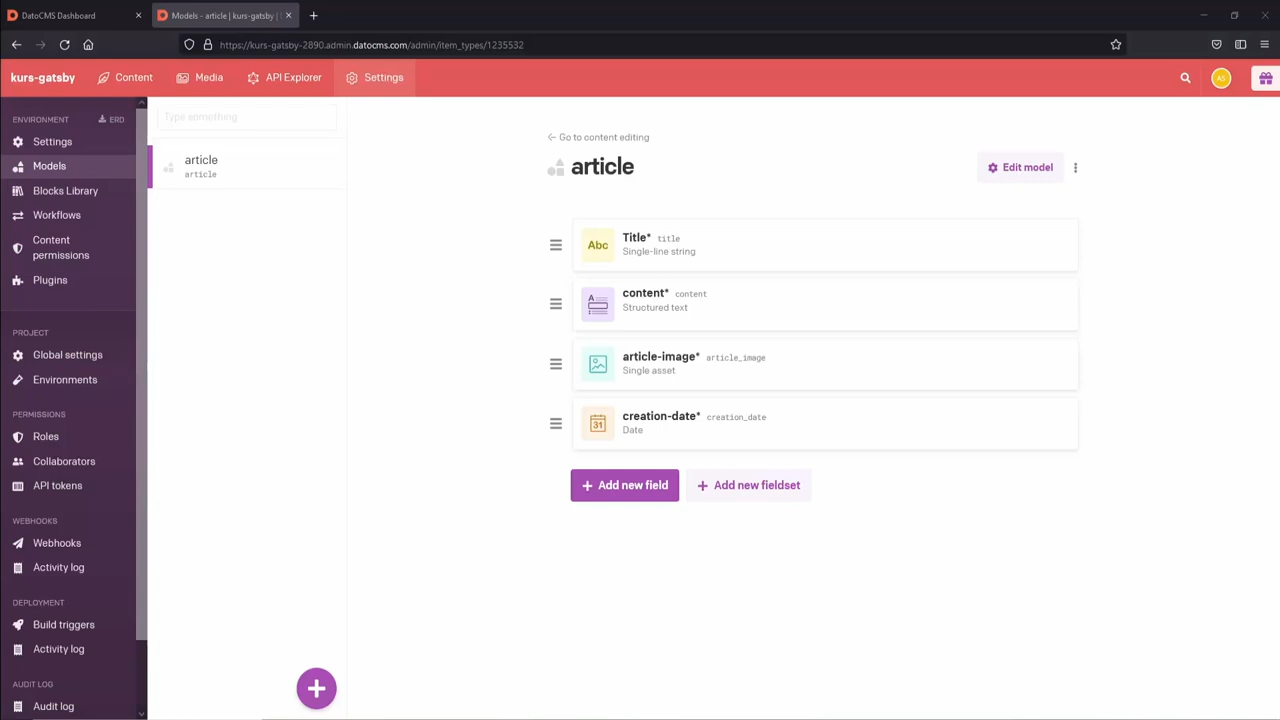 DatoCMS Dashboard
Models - article | kurs-gatsby |
https://kurs-gatsby-2890.admin.datocms.com/admin/item_types/1235532
kurs-gatsby
Content
Media
API Explorer
Settings
AS
ENVIRONMENT
ERD
Settings
Models
Blocks Library
Workflows
Content
permissions
Plugins
PROJECT
Global settings
Environments
PERMISSIONS
Roles
Collaborators
API tokens
WEBHOOKS
Webhooks
Activity log
DEPLOYMENT
Build triggers
Activity log
AUDIT LOG
Audit log
Type something
article
article
Go to content editing
article
Edit model
Abc
Title* title
Single-line string
A
content* content
Structured text
article-image* article_image
Single asset
31
creation-date* creation_date
Date
Add new field
Add new fieldset